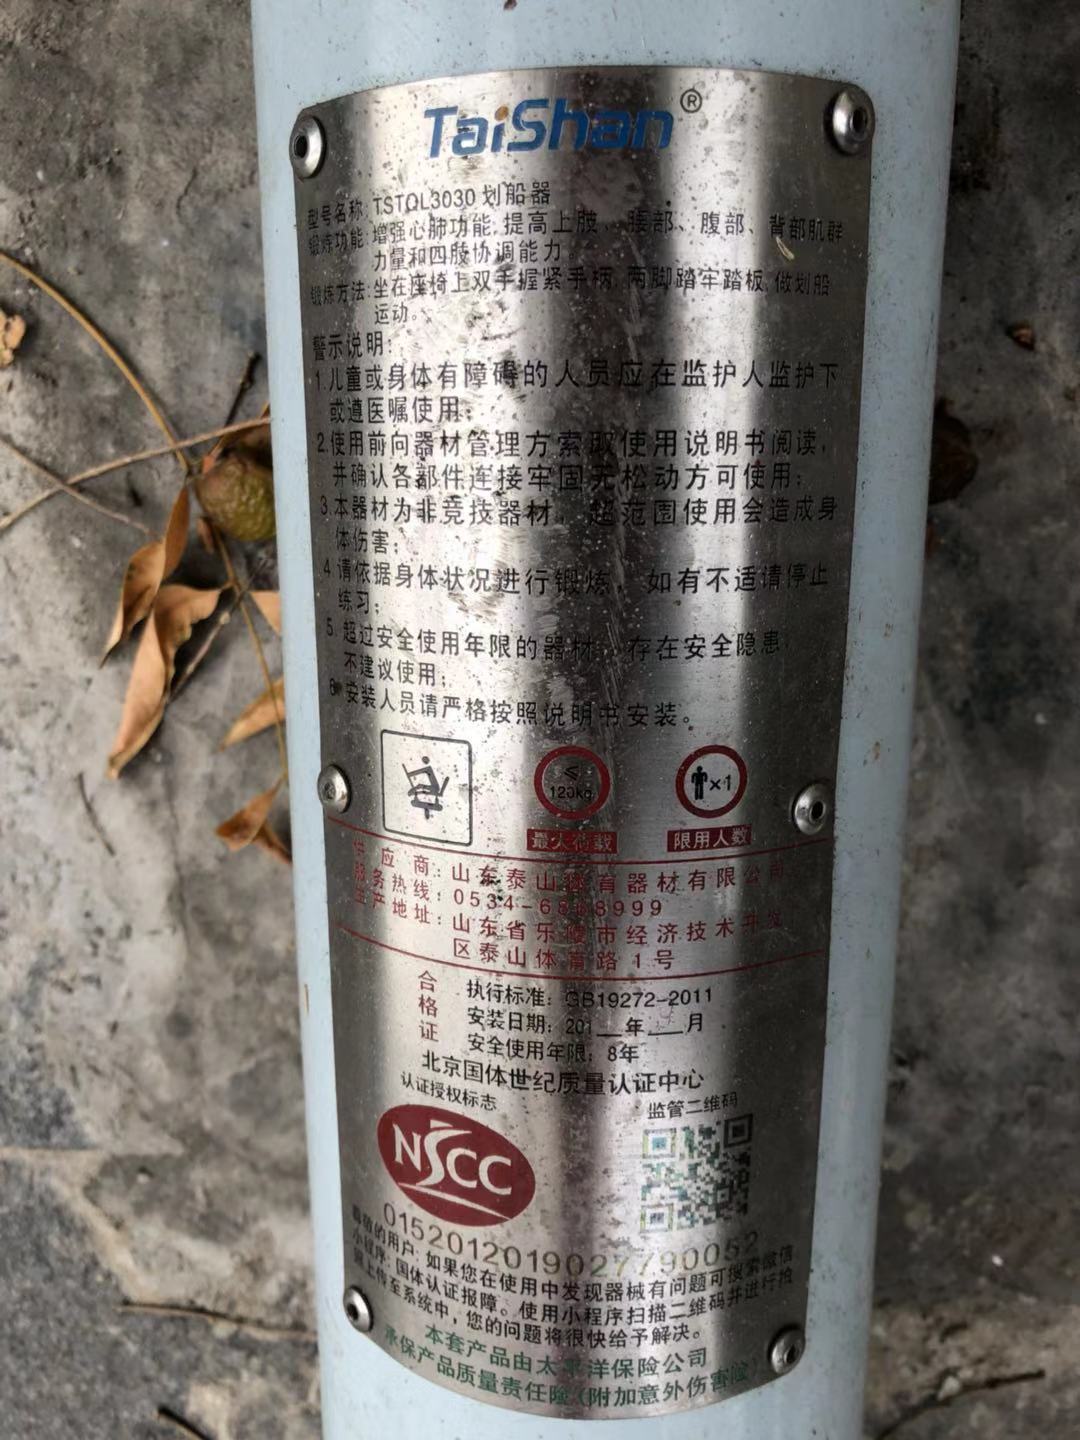 TaiShan®
型号名称: TSTQL3030 划船器
锻炼功能: 增强心肺功能, 提高上肢、腰部、腹部、背部肌群
力量和四肢协调能力。
锻炼方法: 坐在座椅上双手握紧手柄, 两脚踏牢踏板, 做划船
运动。
警示说明:
1.儿童或身体有障碍的人员应在监护人监护下
或遵医嘱使用;
2.使用前向器材管理方索取使用说明书阅读,
并确认各部件连接牢固无松动方可使用;
3.本器材为非竞技器材, 超范围使用会造成身
体伤害;
4.请依据身体状况进行锻炼, 如有不适请停止
练习;
5.超过安全使用年限的器材, 存在安全隐患,
不建议使用;
6.安装人员请严格按照说明书安装。
≤
120kg
×1
最大荷载
限用人数
供应商: 山东泰山体育器材有限公司
服务热线: 0534-6888999
生产地址: 山东省乐陵市经济技术开发
区泰山体育路1号
合格证
执行标准: GB19272-2011
安装日期: 201__年__月
安全使用年限: 8年
北京国体世纪质量认证中心
认证授权标志
监管二维码
NSCC
0152012019027790052
尊敬的用户: 如果您在使用中发现器械有问题可搜索微信
小程序: 国体认证报障。使用小程序扫描二维码并进行拍
照上传至系统中, 您的问题将很快给予解决。
本套产品由太平洋保险公司
承保产品质量责任险(附加意外伤害险)